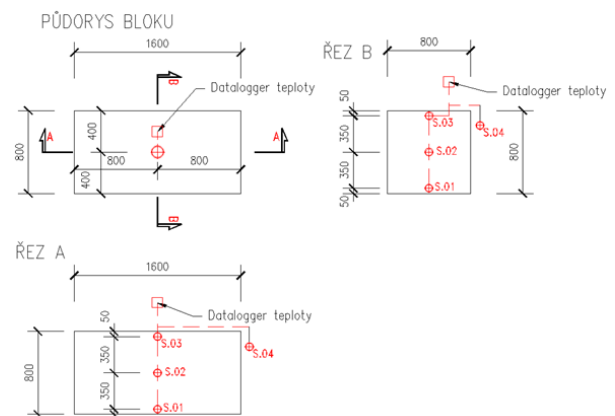 PŮDORYS BLOKU
1600
B
Datalogger teploty
A
A
800
400
400
800
800
B
ŘEZ B
800
Datalogger teploty
50
350
350
50
S.03
S.04
S.02
S.01
800
ŘEZ A
1600
Datalogger teploty
50
350
350
800
S.03
S.04
S.02
S.01